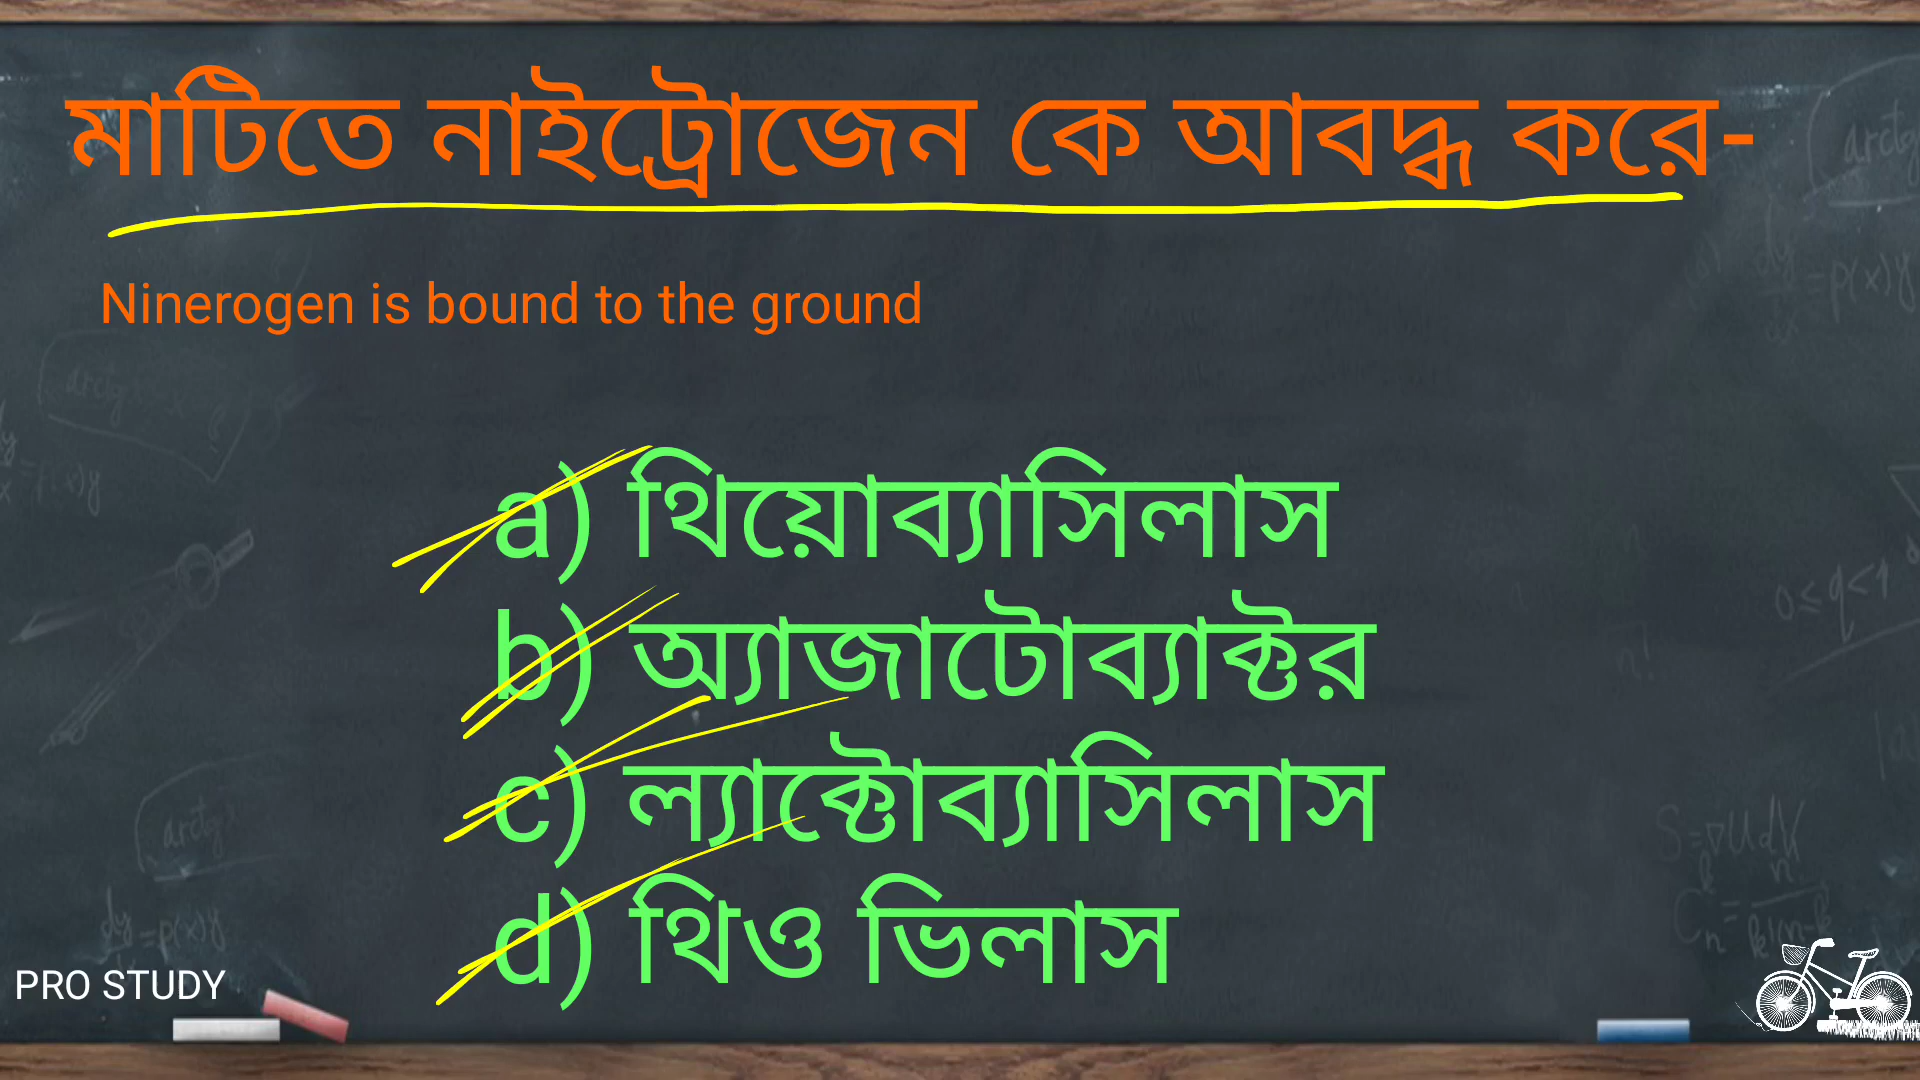 মাটিতে নাইট্রোজেন কে আবদ্ধ করে-
Ninerogen is bound to the ground
a) থিয়োব্যাসিলাস
b) অ্যাজাটোব্যাক্টর
c) ল্যাক্টোব্যাসিলাস
d) থিও ভিলাস
PRO STUDY